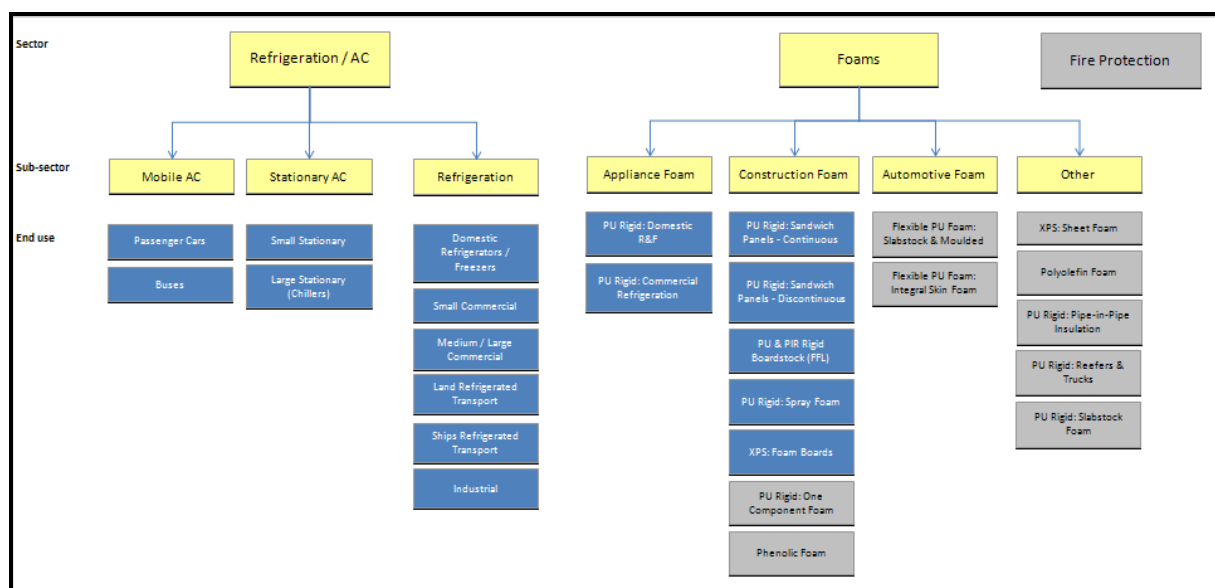 Sector
Refrigeration / AC
Foams
Fire Protection
Sub-sector
Mobile AC
Stationary AC
Refrigeration
Appliance Foam
Construction Foam
Automotive Foam
Other
End use
Passenger Cars
Buses
Small Stationary
Large Stationary
(Chillers)
Domestic
Refrigerators /
Freezers
Small Commercial
Medium / Large
Commercial
Land Refrigerated
Transport
Ships Refrigerated
Transport
Industrial
PU Rigid: Domestic
R&F
PU Rigid: Commercial
Refrigeration
PU Rigid: Sandwich
Panels - Continuous
PU Rigid: Sandwich
Panels - Discontinuous
PU & PIR Rigid
Boardstock (FFL)
PU Rigid: Spray Foam
XPS: Foam Boards
PU Rigid: One
Component Foam
Phenolic Foam
Flexible PU Foam:
Slabstock & Moulded
Flexible PU Foam:
Integral Skin Foam
XPS: Sheet Foam
Polyolefin Foam
PU Rigid: Pipe-in-Pipe
Insulation
PU Rigid: Reefers &
Trucks
PU Rigid: Slabstock
Foam